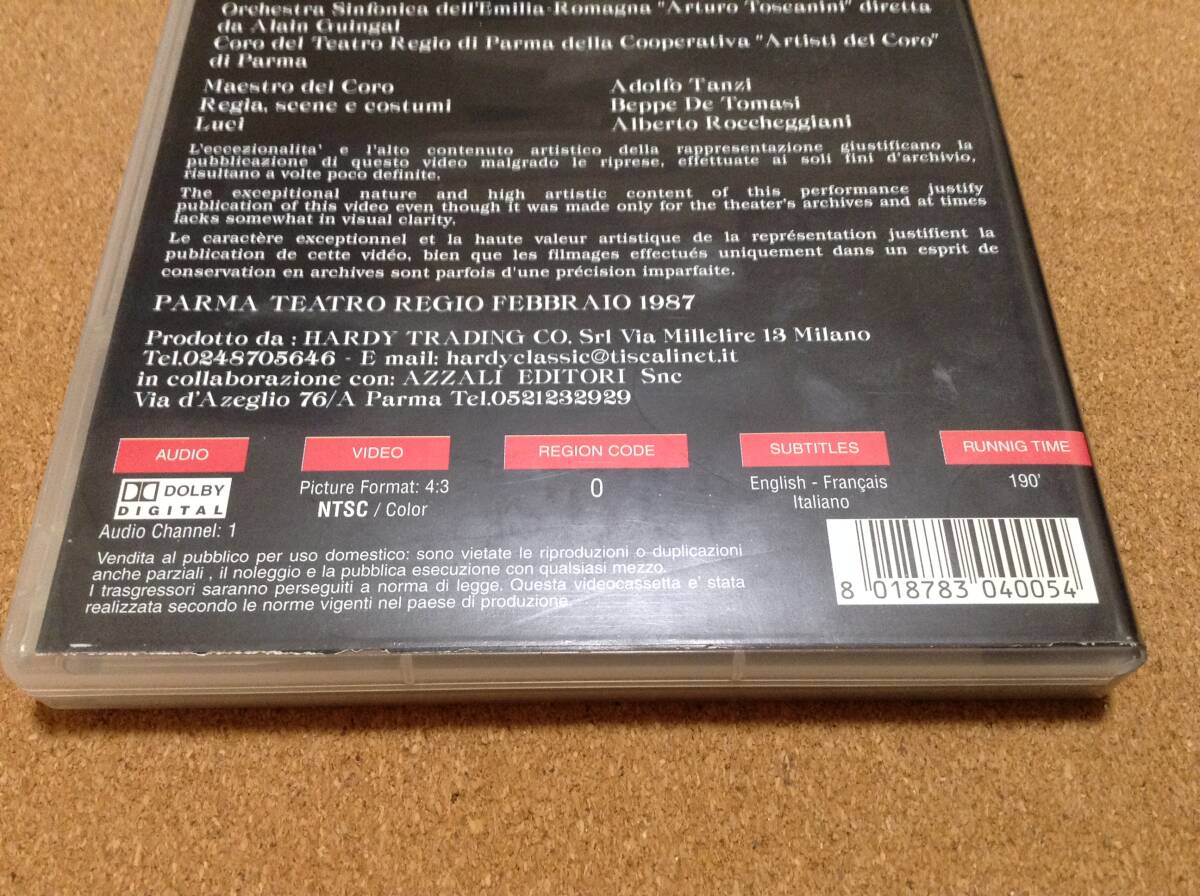 Orchestra Sinfonica dell'Emilia-Romagna "Arturo Toscanini" diretta
da Alain Guingal
Coro del Teatro Regio di Parma della Cooperativa "Artisti del Coro"
di Parma
Maestro del Coro Adolfo Tanzi
Regia, scene e costumi Beppe De Tomasi
Luci Alberto Roccheggiani
L'eccezionalita' e l'alto contenuto artistico della rappresentazione giustificano la
pubblicazione di questo video malgrado le riprese, effettuate ai soli fini d'archivio,
risultano a volte poco definite.
The excepitional nature and high artistic content of this performance justify
publication of this video even though it was made only for the theater's archives and at times
lacks somewhat in visual clarity.
Le caractère exceptionnel et la haute valeur artistique de la représentation justifient la
publication de cette vidéo, bien que les filmages effectués uniquement dans un esprit de
conservation en archives sont parfois d'une précision imparfaite.
PARMA TEATRO REGIO FEBBRAIO 1987
Prodotto da : HARDY TRADING CO. Srl Via Millelire 13 Milano
Tel.0248705646 - E mail: hardyclassic@tiscalinet.it
in collaborazione con: AZZALI EDITORI Snc
Via d'Azeglio 76/A Parma Tel.0521232929
AUDIO VIDEO REGION CODE SUBTITLES RUNNIG TIME
DOLBY
DIGITAL
Audio Channel: 1
Picture Format: 4:3
NTSC / Color
0
English - Français
Italiano
190'
Vendita al pubblico per uso domestico: sono vietate le riproduzioni o duplicazioni
anche parziali , il noleggio e la pubblica esecuzione con qualsiasi mezzo.
I trasgressori saranno perseguiti a norma di legge. Questa videocassetta e' stata
realizzata secondo le norme vigenti nel paese di produzione.
8 018783 040054